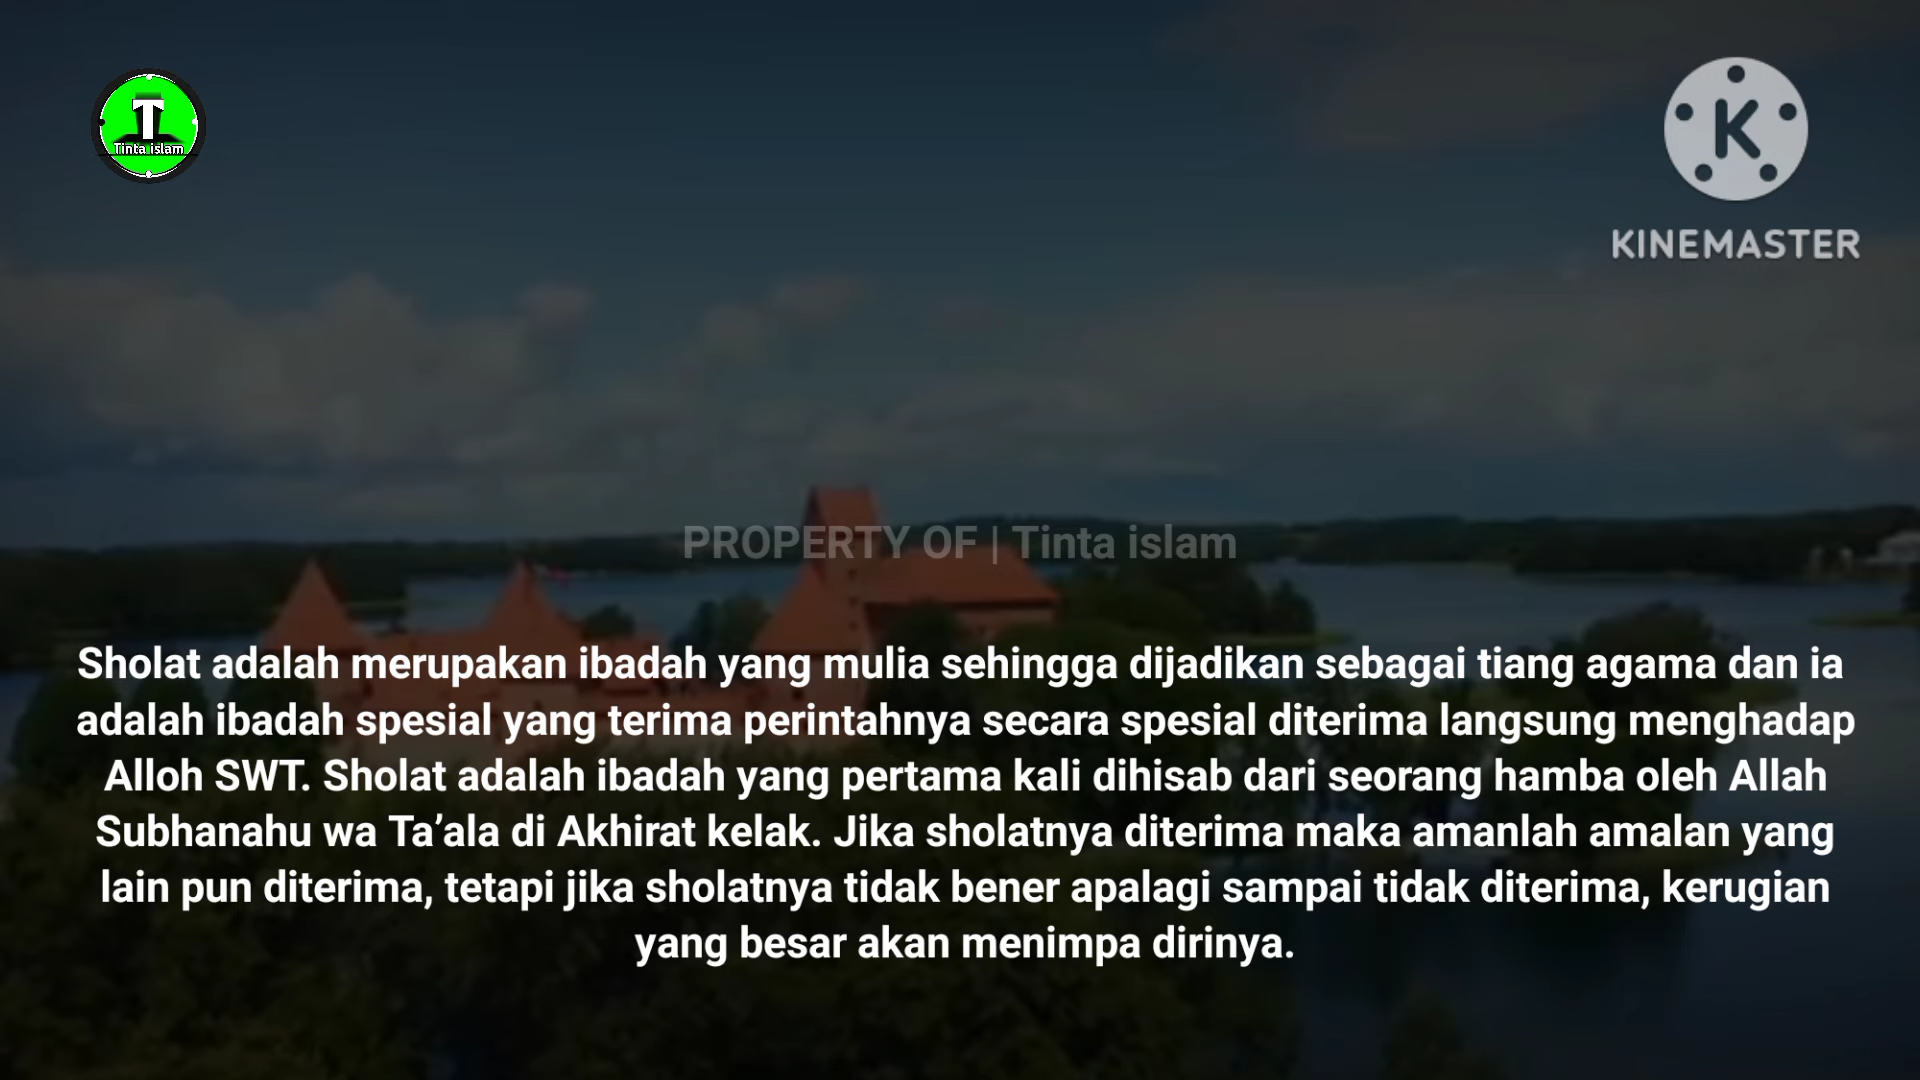 T
Tinta islam
K
KINEMASTER
PROPERTY OF | Tinta islam
Sholat adalah merupakan ibadah yang mulia sehingga dijadikan sebagai tiang agama dan ia
adalah ibadah spesial yang terima perintahnya secara spesial diterima langsung menghadap
Alloh SWT. Sholat adalah ibadah yang pertama kali dihisab dari seorang hamba oleh Allah
Subhanahu wa Ta’ala di Akhirat kelak. Jika sholatnya diterima maka amanlah amalan yang
lain pun diterima, tetapi jika sholatnya tidak bener apalagi sampai tidak diterima, kerugian
yang besar akan menimpa dirinya.